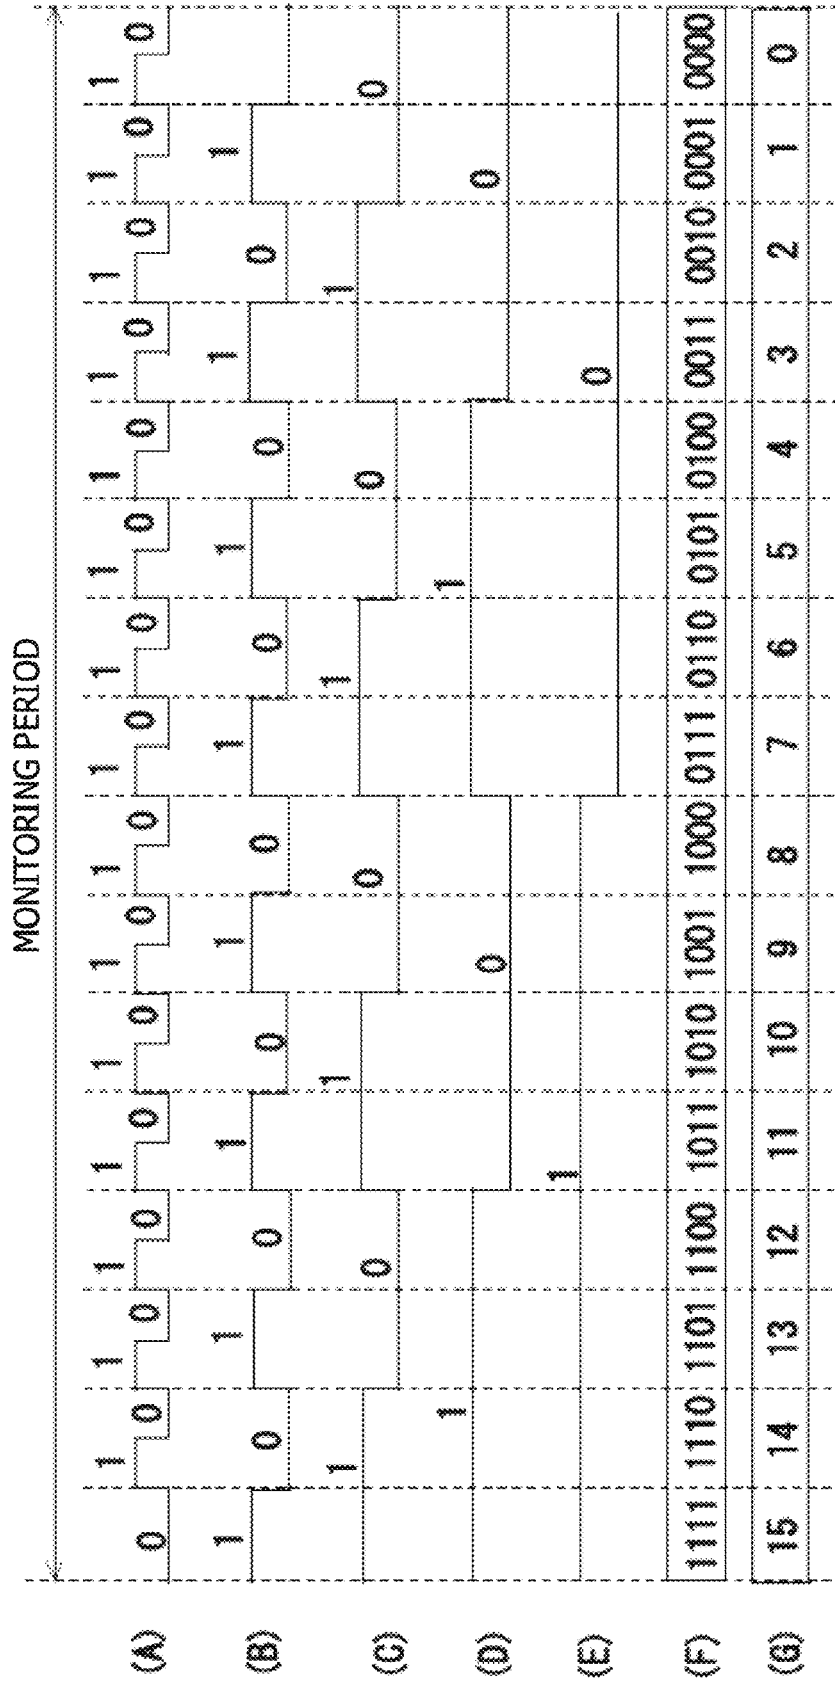 MONITORING PERIOD
(A) 0 1 0 1 0 1 0 1 0 1 0 1 0 1 0 1 0 1 0 1 0 1 0 1 0 1 0 1 0 1 0
(B) 1 0 1 0 1 0 1 0 1 0 1 0 1 0 1
(C) 1 0 1 0 1 0 1 0
(D) 1 0 1 0
(E) 1 0
(F) 1111 1110 1101 1100 1011 1010 1001 1000 0111 0110 0101 0100 0011 0010 0001 0000
(G) 15 14 13 12 11 10 9 8 7 6 5 4 3 2 1 0